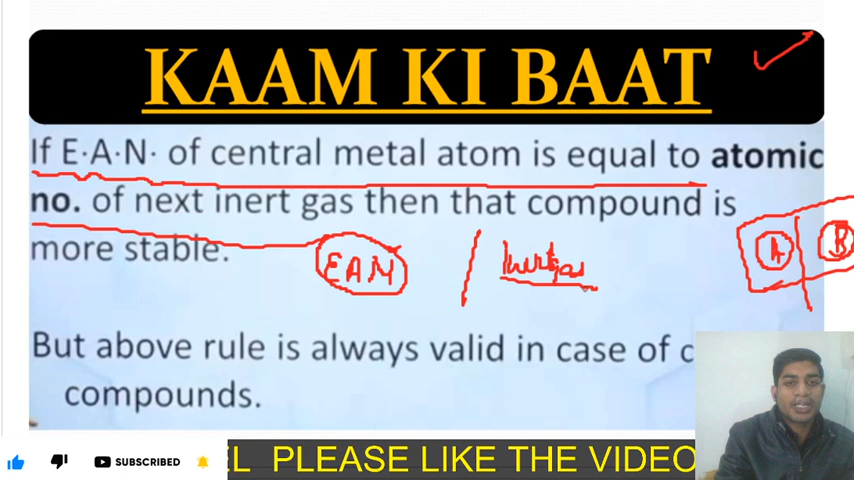 KAAM KI BAAT
If E·A·N· of central metal atom is equal to atomic
no. of next inert gas then that compound is
more stable.
EAN
Inertgas
A
B
But above rule is always valid in case of c
compounds.
SUBSCRIBED
EL PLEASE LIKE THE VIDEO